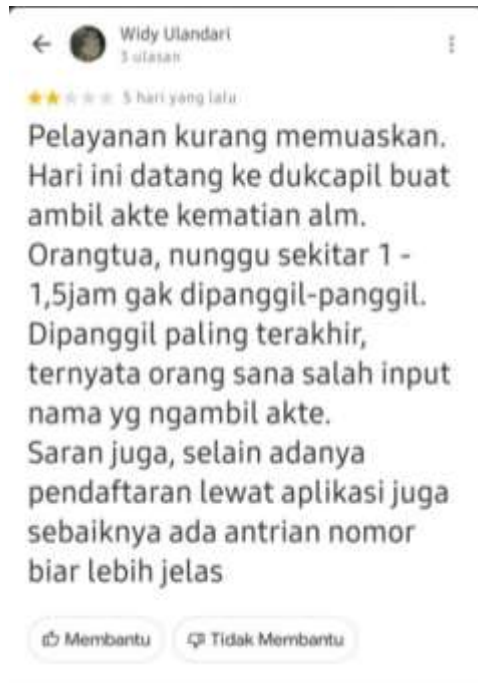 Widy Ulandari
3 ulasan
5 hari yang lalu
Pelayanan kurang memuaskan.
Hari ini datang ke dukcapil buat
ambil akte kematian alm.
Orangtua, nunggu sekitar 1 -
1,5jam gak dipanggil-panggil.
Dipanggil paling terakhir,
ternyata orang sana salah input
nama yg ngambil akte.
Saran juga, selain adanya
pendaftaran lewat aplikasi juga
sebaiknya ada antrian nomor
biar lebih jelas
Membantu Tidak Membantu